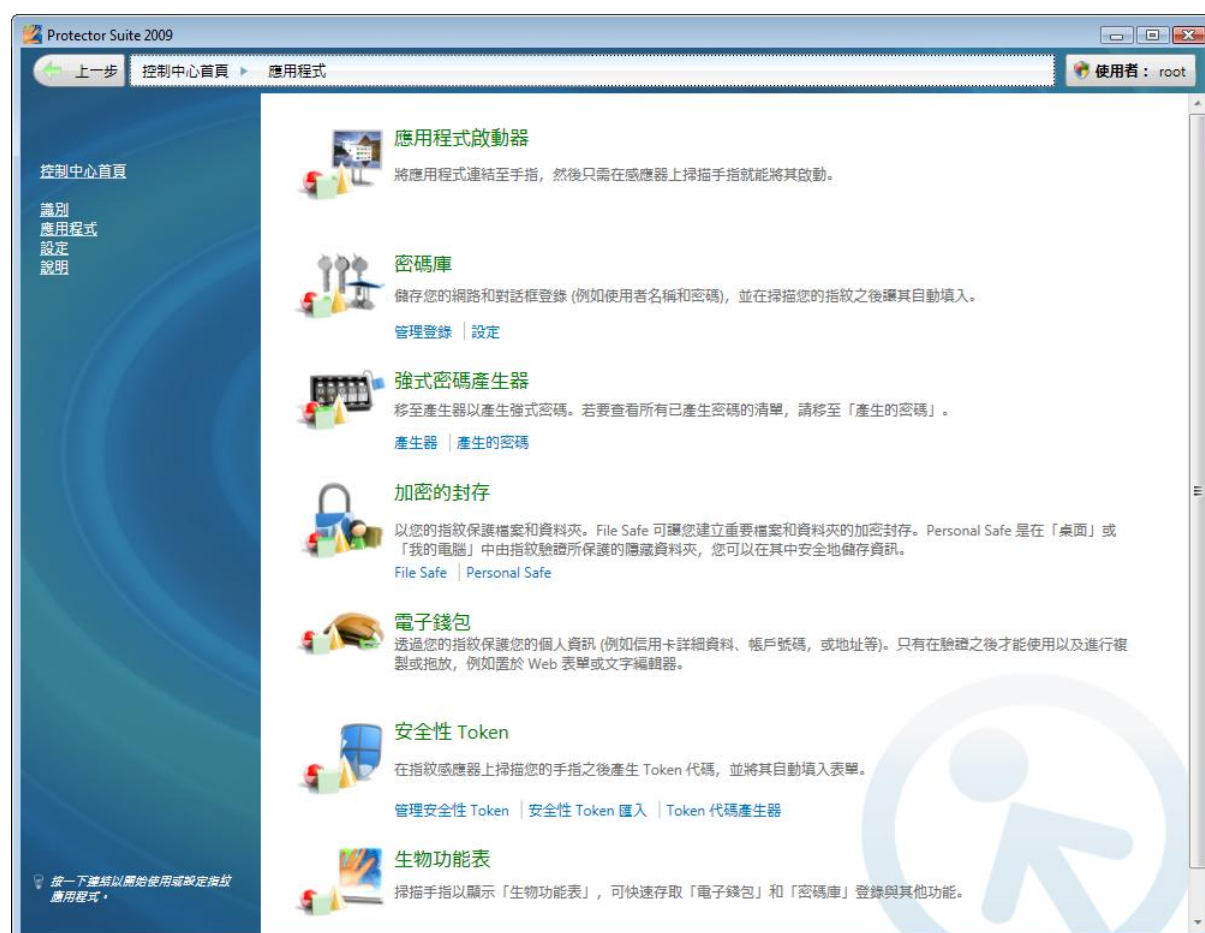 Protector Suite 2009
上一步 控制中心首頁 應用程式 使用者： root
控制中心首頁
識別
應用程式
設定
說明
按一下連結以開始使用或設定指紋
應用程式。
應用程式啟動器
將應用程式連結至手指，然後只需在感應器上掃描手指就能將其啟動。
密碼庫
儲存您的網路和對話框登錄 (例如使用者名稱和密碼)，並在掃描您的指紋之後讓其自動填入。
管理登錄 設定
強式密碼產生器
移至產生器以產生強式密碼。若要查看所有已產生密碼的清單，請移至「產生的密碼」。
產生器 產生的密碼
加密的封存
以您的指紋保護檔案和資料夾。File Safe 可讓您建立重要檔案和資料夾的加密封存。Personal Safe 是在「桌面」或
「我的電腦」中由指紋驗證所保護的隱藏資料夾，您可以在其中安全地儲存資訊。
File Safe Personal Safe
電子錢包
透過您的指紋保護您的個人資訊 (例如信用卡詳細資料、帳戶號碼，或地址等)。只有在驗證之後才能使用以及進行複
製或拖放，例如置於 Web 表單或文字編輯器。
安全性 Token
在指紋感應器上掃描您的手指之後產生 Token 代碼，並將其自動填入表單。
管理安全性 Token 安全性 Token 匯入 Token 代碼產生器
生物功能表
掃描手指以顯示「生物功能表」，可快速存取「電子錢包」和「密碼庫」登錄與其他功能。